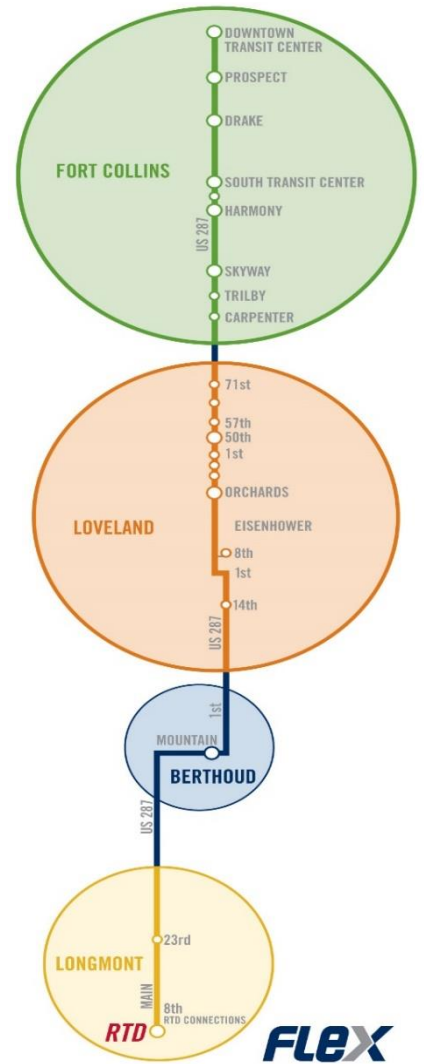 DOWNTOWN
TRANSIT CENTER
PROSPECT
DRAKE
FORT COLLINS
SOUTH TRANSIT CENTER
HARMONY
US 287
SKYWAY
TRILBY
CARPENTER
71st
57th
50th
1st
ORCHARDS
LOVELAND
EISENHOWER
8th
1st
14th
US 287
1st
MOUNTAIN
BERTHOUD
US 287
23rd
LONGMONT
MAIN
8th
RTD CONNECTIONS
RTD
FLEX